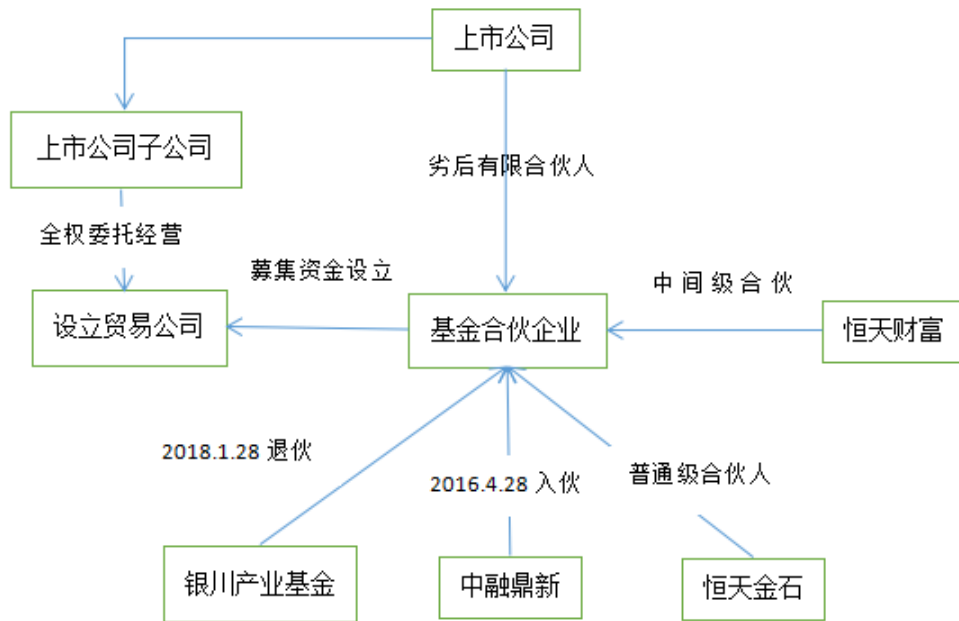 上市公司
上市公司子公司
劣后有限合伙人
全权委托经营
募集资金设立
中间级合伙
设立贸易公司
基金合伙企业
恒天财富
2018.1.28 退伙
2016.4.28 入伙
普通级合伙人
银川产业基金
中融鼎新
恒天金石